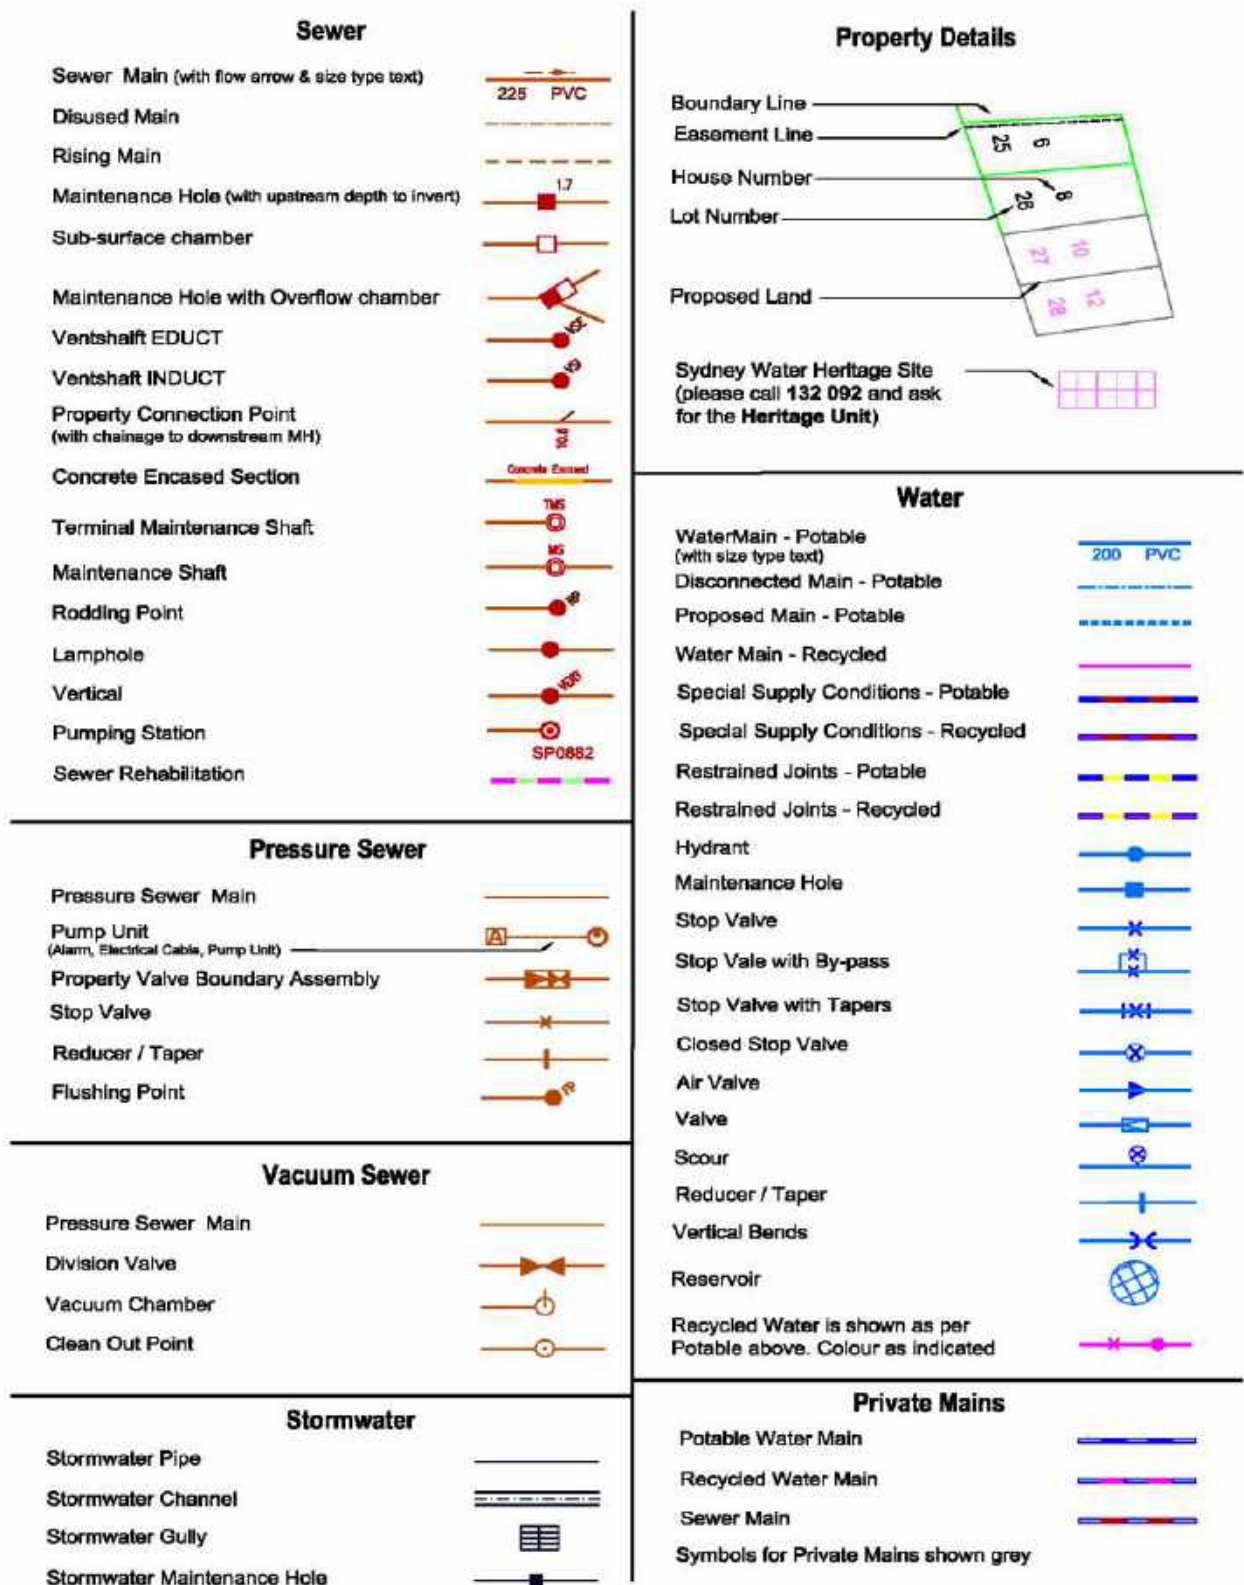 Sewer
Sewer Main (with flow arrow & size type text)
225 PVC
Disused Main
Rising Main
Maintenance Hole (with upstream depth to invert)
1.7
Sub-surface chamber
Maintenance Hole with Overflow chamber
Ventshalft EDUCT
VSE
Ventshaft INDUCT
VSI
Property Connection Point
(with chainage to downstream MH)
10.6
Concrete Encased Section
Concrete Encased
Terminal Maintenance Shaft
TMS
Maintenance Shaft
MS
Rodding Point
RP
Lamphole
Vertical
VERT
Pumping Station
SP0882
Sewer Rehabilitation
Pressure Sewer
Pressure Sewer Main
Pump Unit
(Alarm, Electrical Cable, Pump Unit)
A
Property Valve Boundary Assembly
Stop Valve
Reducer / Taper
Flushing Point
FP
Vacuum Sewer
Pressure Sewer Main
Division Valve
Vacuum Chamber
Clean Out Point
Stormwater
Stormwater Pipe
Stormwater Channel
Stormwater Gully
Stormwater Maintenance Hole
Property Details
Boundary Line
Easement Line
25 6
House Number
26 8
Lot Number
27 10
Proposed Land
28 12
Sydney Water Heritage Site
(please call 132 092 and ask
for the Heritage Unit)
Water
WaterMain - Potable
(with size type text)
200 PVC
Disconnected Main - Potable
Proposed Main - Potable
Water Main - Recycled
Special Supply Conditions - Potable
Special Supply Conditions - Recycled
Restrained Joints - Potable
Restrained Joints - Recycled
Hydrant
Maintenance Hole
Stop Valve
Stop Vale with By-pass
Stop Valve with Tapers
Closed Stop Valve
Air Valve
Valve
Scour
Reducer / Taper
Vertical Bends
Reservoir
Recycled Water is shown as per
Potable above. Colour as indicated
Private Mains
Potable Water Main
Recycled Water Main
Sewer Main
Symbols for Private Mains shown grey